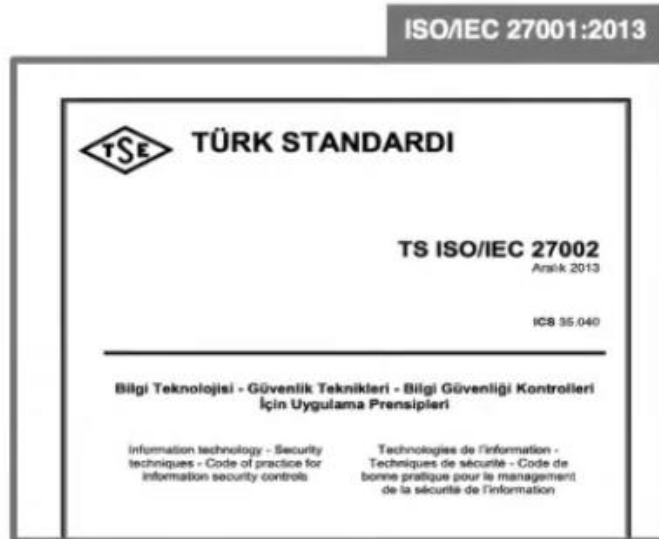 ISO/IEC 27001:2013
TSE
TÜRK STANDARDI
TS ISO/IEC 27002
Aralık 2013
ICS 35.040
Bilgi Teknolojisi - Güvenlik Teknikleri - Bilgi Güvenliği Kontrolleri
İçin Uygulama Prensipleri
Information technology - Security
techniques - Code of practice for
information security controls
Technologies de l'information -
Techniques de sécurité - Code de
bonne pratique pour le management
de la sécurité de l'information